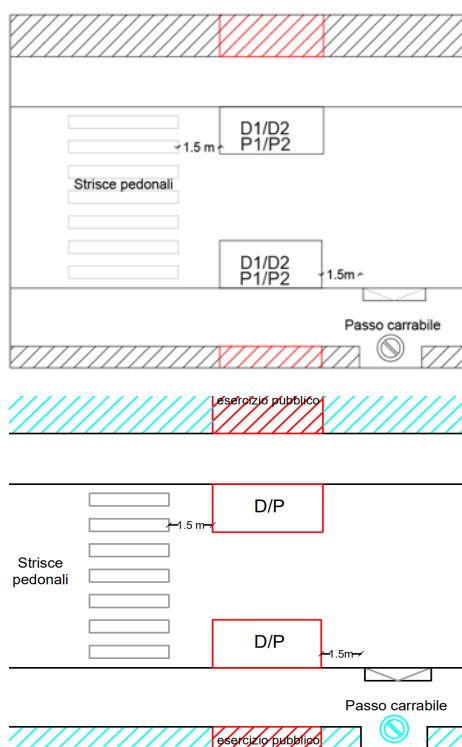 D1/D2
P1/P2
1.5 m
Strisce pedonali
D1/D2
P1/P2
1.5m
Passo carrabile
esercizio pubblico
D/P
1.5 m
Strisce
pedonali
D/P
1.5m
Passo carrabile
esercizio pubblico